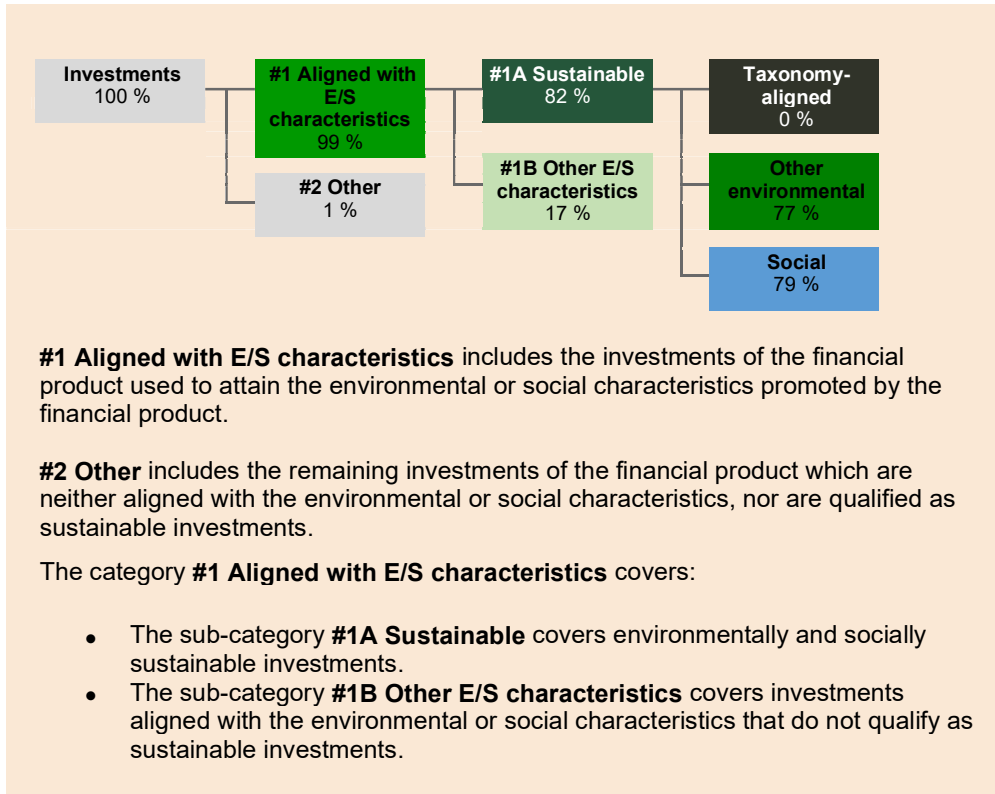 Investments
100 %
#1 Aligned with
E/S
characteristics
99 %
#2 Other
1 %
#1A Sustainable
82 %
#1B Other E/S
characteristics
17 %
Taxonomy-
aligned
0 %
Other
environmental
77 %
Social
79 %
#1 Aligned with E/S characteristics includes the investments of the financial
product used to attain the environmental or social characteristics promoted by the
financial product.
#2 Other includes the remaining investments of the financial product which are
neither aligned with the environmental or social characteristics, nor are qualified as
sustainable investments.
The category #1 Aligned with E/S characteristics covers:
• The sub-category #1A Sustainable covers environmentally and socially
sustainable investments.
• The sub-category #1B Other E/S characteristics covers investments
aligned with the environmental or social characteristics that do not qualify as
sustainable investments.